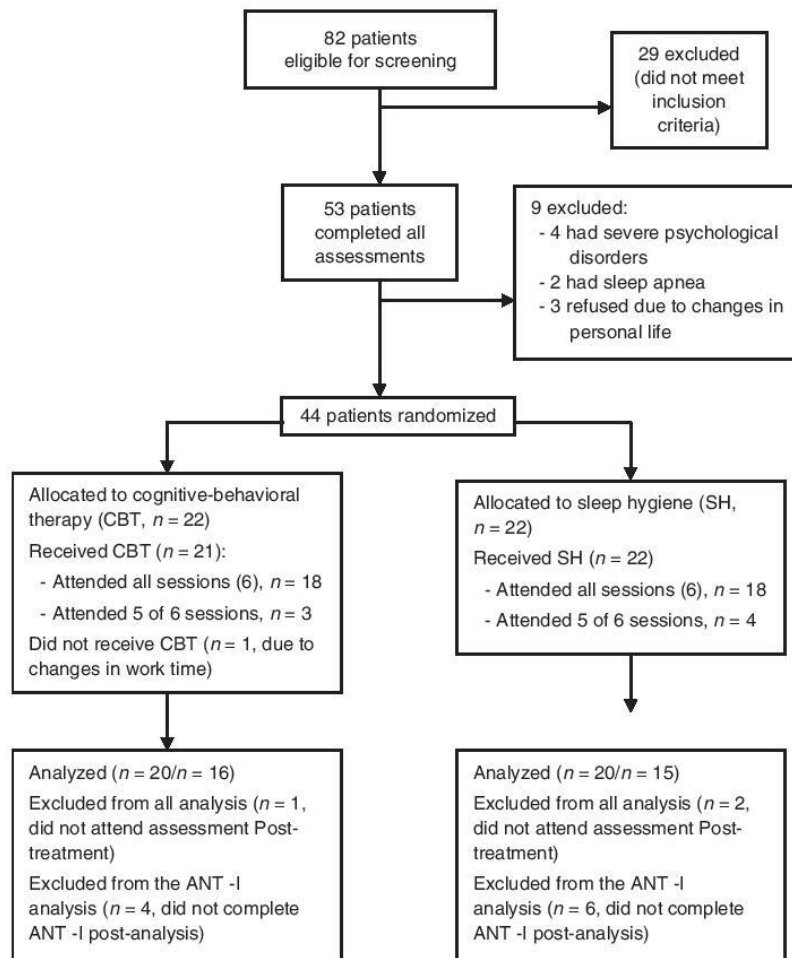 82 patients
eligible for screening
29 excluded
(did not meet
inclusion
criteria)
53 patients
completed all
assessments
9 excluded:
- 4 had severe psychological
disorders
- 2 had sleep apnea
- 3 refused due to changes in
personal life
44 patients randomized
Allocated to cognitive-behavioral
therapy (CBT, n = 22)
Received CBT (n = 21):
- Attended all sessions (6), n = 18
- Attended 5 of 6 sessions, n = 3
Did not receive CBT (n = 1, due to
changes in work time)
Allocated to sleep hygiene (SH,
n = 22)
Received SH (n = 22)
- Attended all sessions (6), n = 18
- Attended 5 of 6 sessions, n = 4
Analyzed (n = 20/n = 16)
Excluded from all analysis (n = 1,
did not attend assessment Post-
treatment)
Excluded from the ANT -I
analysis (n = 4, did not complete
ANT -I post-analysis)
Analyzed (n = 20/n = 15)
Excluded from all analysis (n = 2,
did not attend assessment Post-
treatment)
Excluded from the ANT -I
analysis (n = 6, did not complete
ANT -I post-analysis)